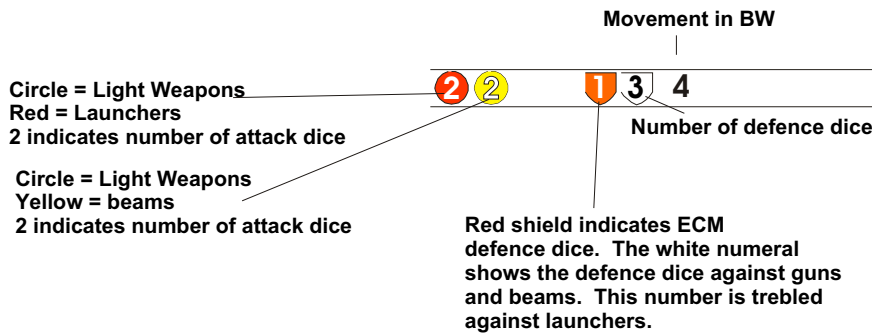 Movement in BW
2 2 1 3 4
Circle = Light Weapons
Red = Launchers
2 indicates number of attack dice
Number of defence dice
Circle = Light Weapons
Yellow = beams
2 indicates number of attack dice
Red shield indicates ECM
defence dice. The white numeral
shows the defence dice against guns
and beams. This number is trebled
against launchers.